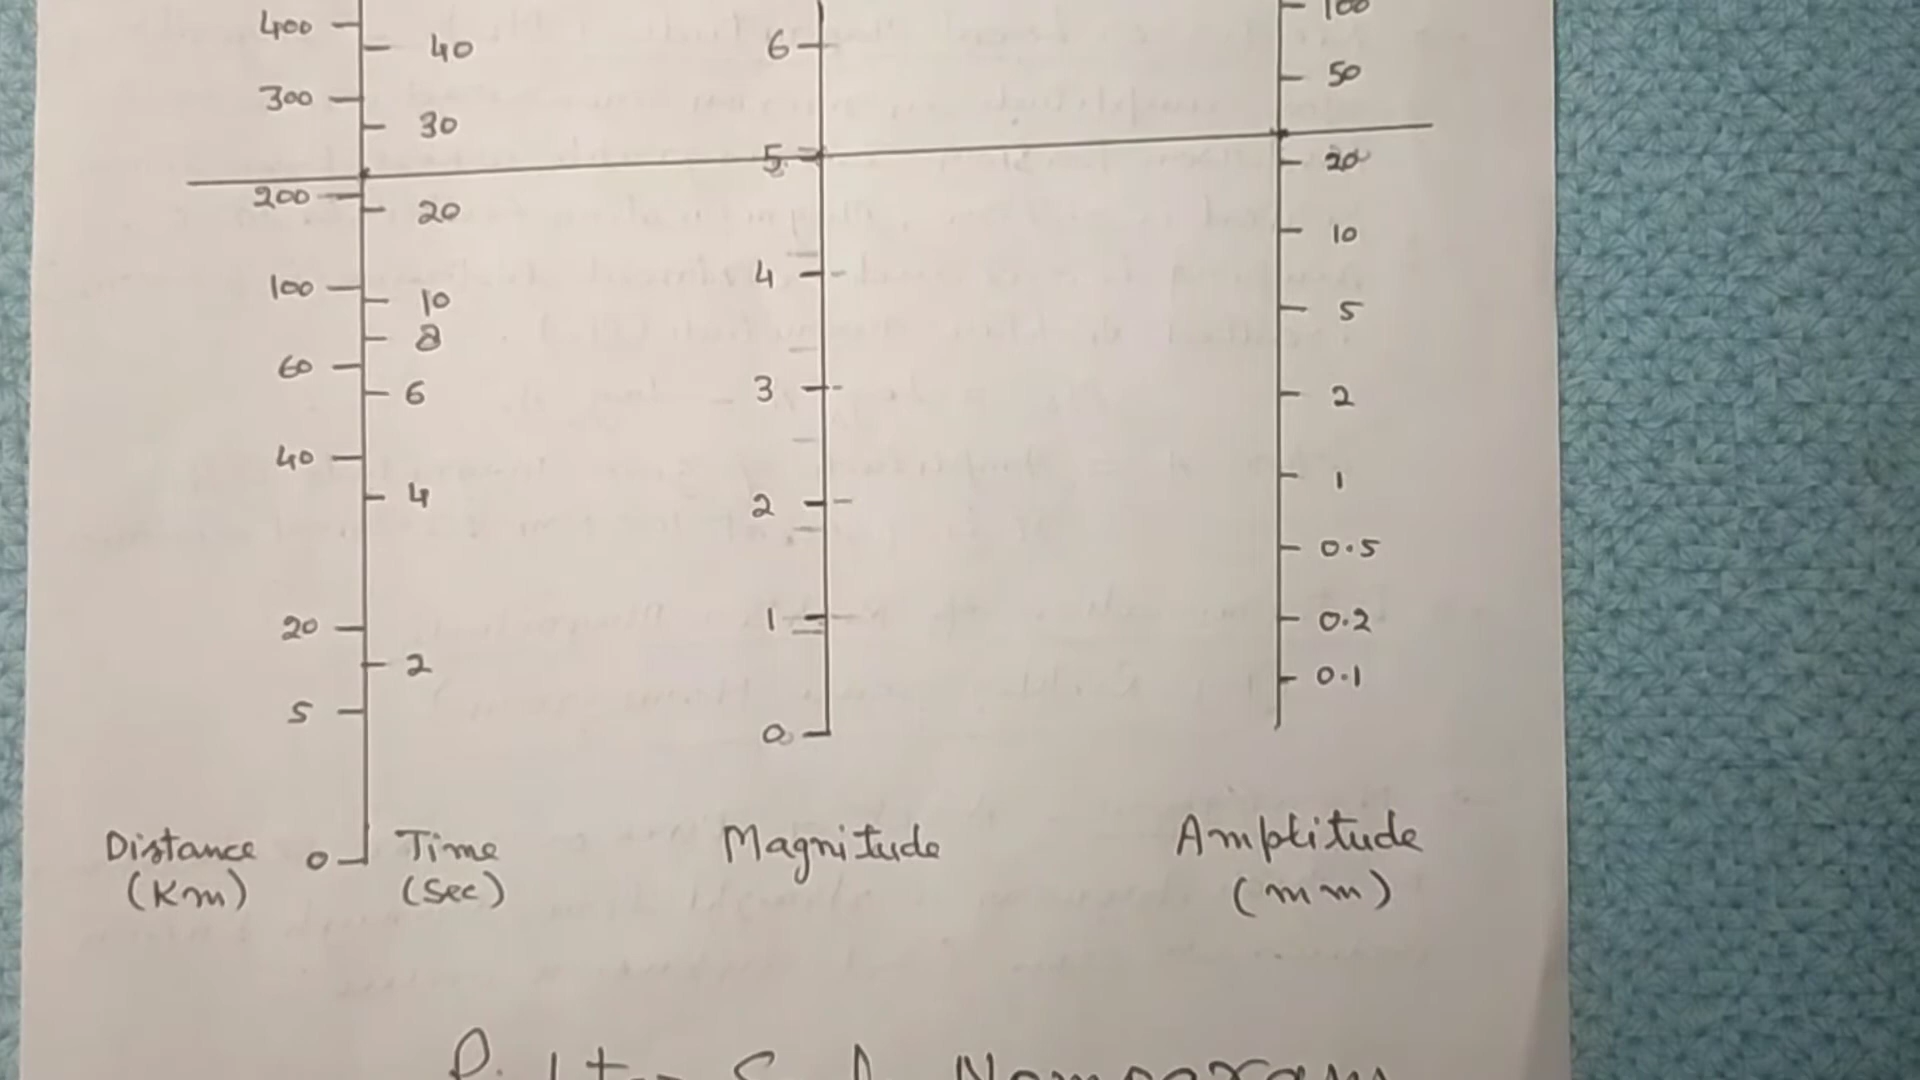 400 40 6 100
300 30 50
5 20
200 20 10
100 10 4 5
8
60 6 3 2
40 4 2 1
0.5
20 2 1 0.2
5 0 0.1
Distance 0 Time Magnitude Amplitude
(Km) (Sec) (mm)
Nomogram